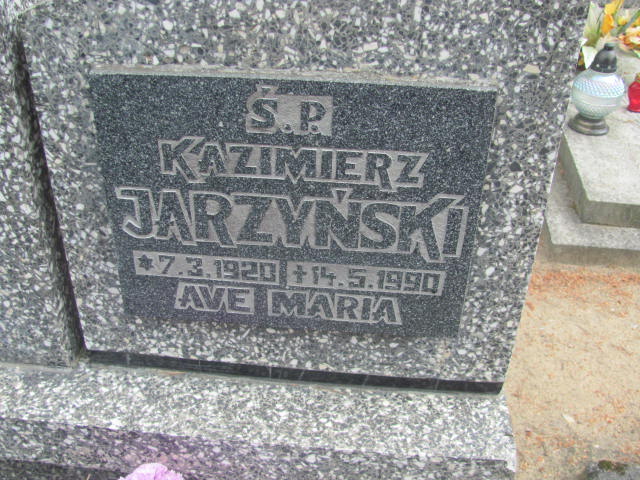 Ś.P.
KAZIMIERZ
JARZYŃSKI
*7.3.1920 †14.5.1990
AVE MARIA